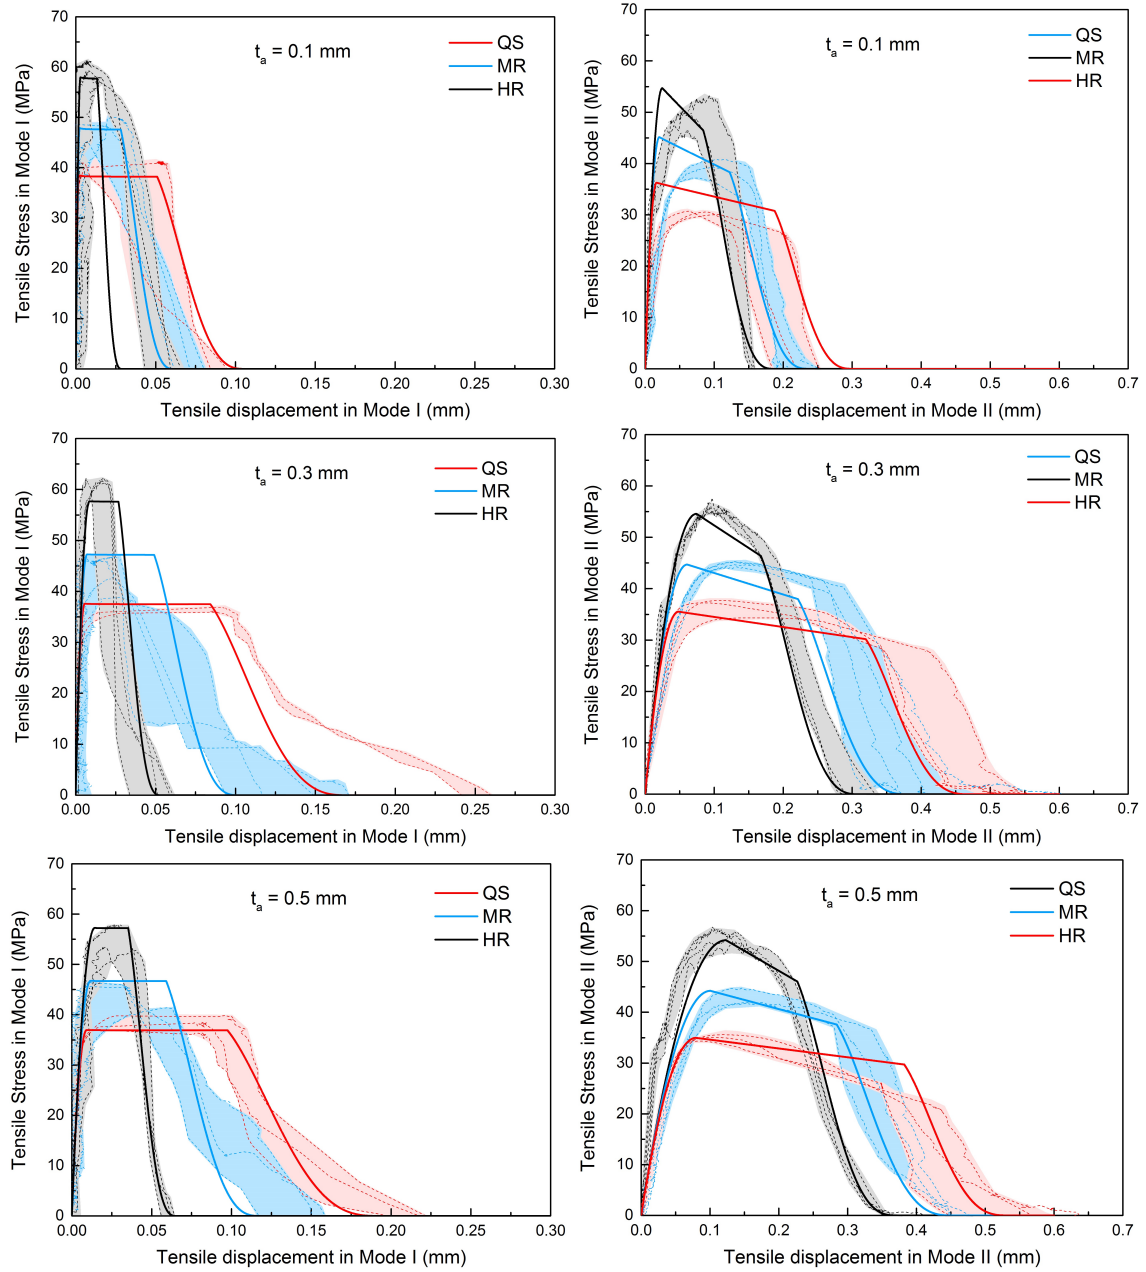 70
60
50
40
30
20
10
0
Tensile Stress in Mode I (MPa)
tₐ = 0.1 mm
QS
MR
HR
0.00 0.05 0.10 0.15 0.20 0.25 0.30
Tensile displacement in Mode I (mm)
70
60
50
40
30
20
10
0
Tensile Stress in Mode II (MPa)
tₐ = 0.1 mm
QS
MR
HR
0.0 0.1 0.2 0.3 0.4 0.5 0.6 0.7
Tensile displacement in Mode II (mm)
70
60
50
40
30
20
10
0
Tensile Stress in Mode I (MPa)
tₐ = 0.3 mm
QS
MR
HR
0.00 0.05 0.10 0.15 0.20 0.25 0.30
Tensile displacement in Mode I (mm)
70
60
50
40
30
20
10
0
Tensile Stress in Mode II (MPa)
tₐ = 0.3 mm
QS
MR
HR
0.0 0.1 0.2 0.3 0.4 0.5 0.6 0.7
Tensile displacement in Mode II (mm)
70
60
50
40
30
20
10
0
Tensile Stress in Mode I (MPa)
tₐ = 0.5 mm
QS
MR
HR
0.00 0.05 0.10 0.15 0.20 0.25 0.30
Tensile displacement in Mode I (mm)
70
60
50
40
30
20
10
0
Tensile Stress in Mode II (MPa)
tₐ = 0.5 mm
QS
MR
HR
0.0 0.1 0.2 0.3 0.4 0.5 0.6 0.7
Tensile displacement in Mode II (mm)